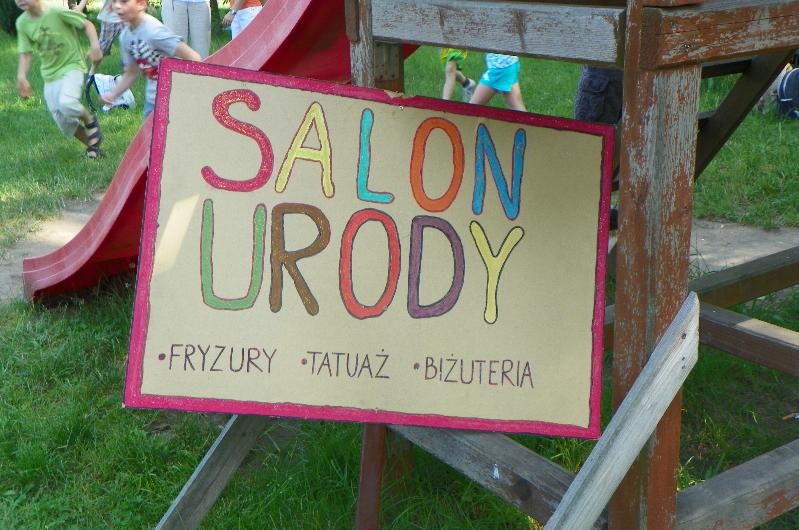 SALON
URODY
•FRYZURY •TATUAŻ •BIŻUTERIA